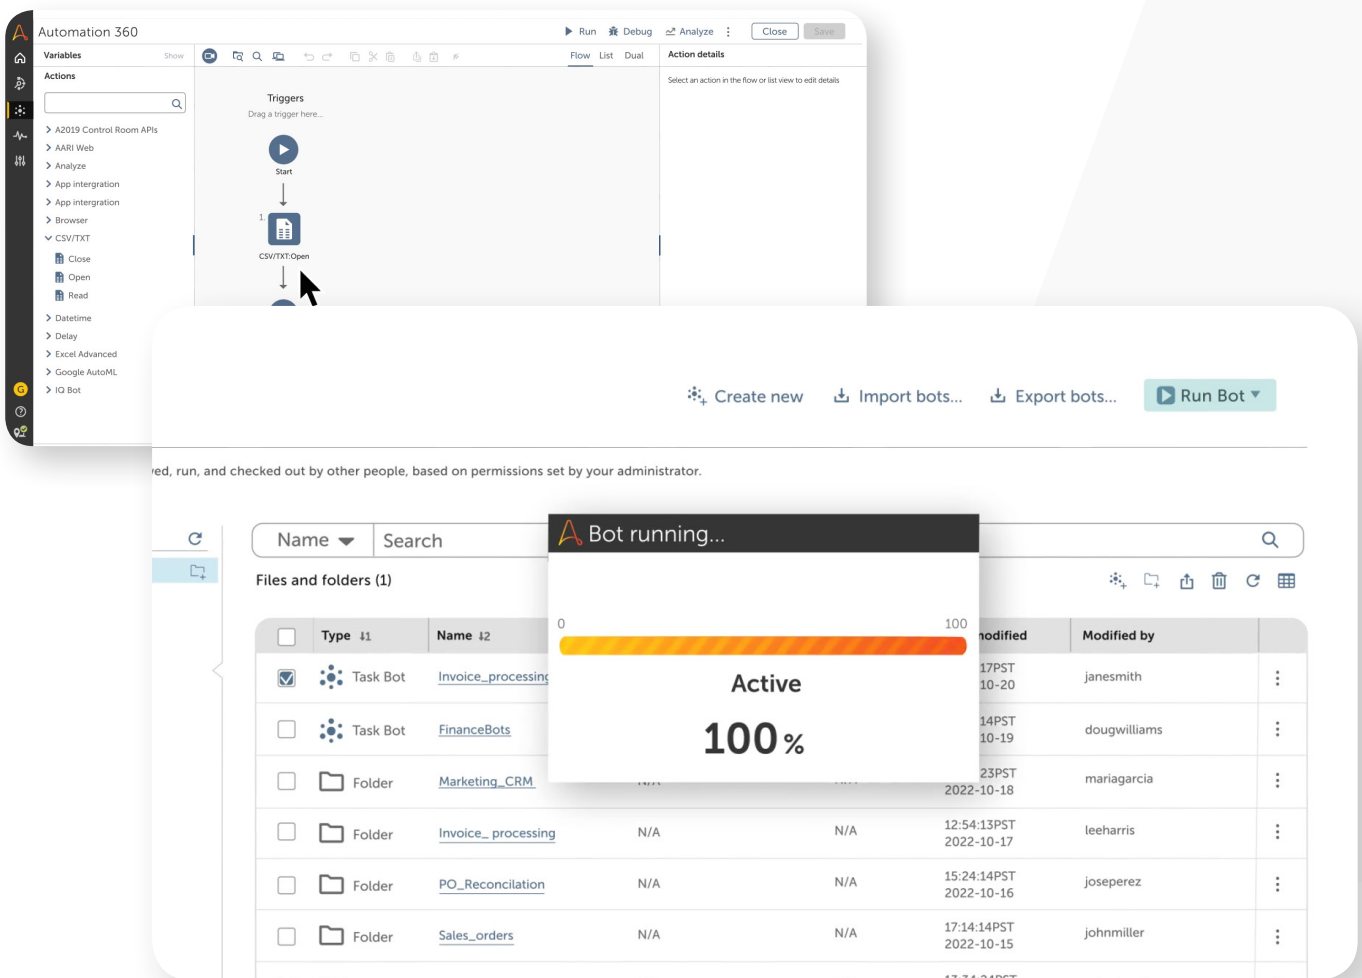 Automation 360
Run Debug Analyze Close Save
Variables Show
Flow List Dual
Action details
Actions
Select an action in the flow or list view to edit details
Triggers
Drag a trigger here...
Start
1.
CSV/TXT:Open
A2019 Control Room APIs
AARI Web
Analyze
App intergration
App intergration
Browser
CSV/TXT
Close
Open
Read
Datetime
Delay
Excel Advanced
Google AutoML
IQ Bot
G
Create new Import bots... Export bots... Run Bot
ed, run, and checked out by other people, based on permissions set by your administrator.
Name Search
Bot running...
Files and folders (1)
0 100
Active
100 %
Type 1 Name 2 odified Modified by
Task Bot Invoice_processing 17PST
10-20 janesmith
Task Bot FinanceBots 14PST
10-19 dougwilliams
Folder Marketing_CRM 23PST
2022-10-18 mariagarcia
Folder Invoice_ processing N/A N/A 12:54:13PST
2022-10-17 leeharris
Folder PO_Reconcilation N/A N/A 15:24:14PST
2022-10-16 joseperez
Folder Sales_orders N/A N/A 17:14:14PST
2022-10-15 johnmiller